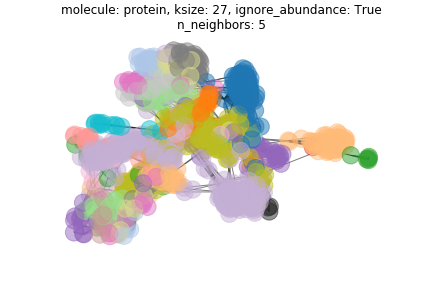 molecule: protein, ksize: 27, ignore_abundance: True
n_neighbors: 5